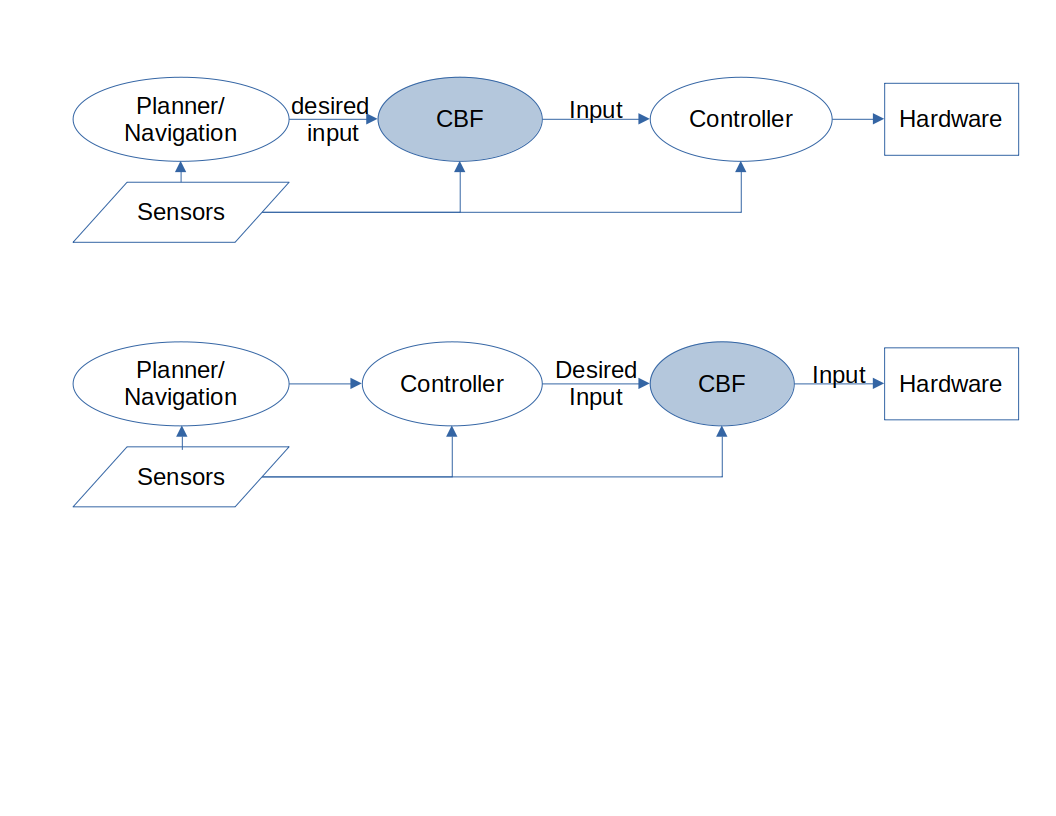 Planner/
Navigation
desired
input
CBF
Input
Controller
Hardware
Sensors
Planner/
Navigation
Controller
Desired
Input
CBF
Input
Hardware
Sensors